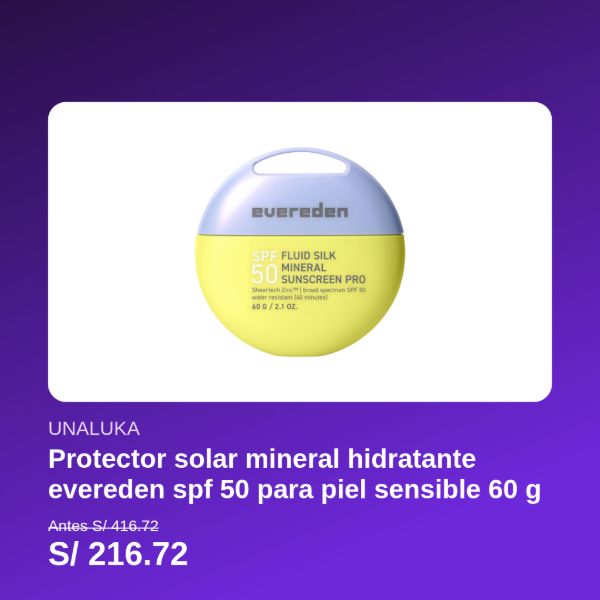 evereden
SPF 50 FLUID SILK
MINERAL
SUNSCREEN PRO
Sheertech Zinc™ | broad spectrum SPF 50
water resistant (40 minutes)
60 G / 2.1 OZ.
UNALUKA
Protector solar mineral hidratante
evereden spf 50 para piel sensible 60 g
Antes S/ 416.72
S/ 216.72